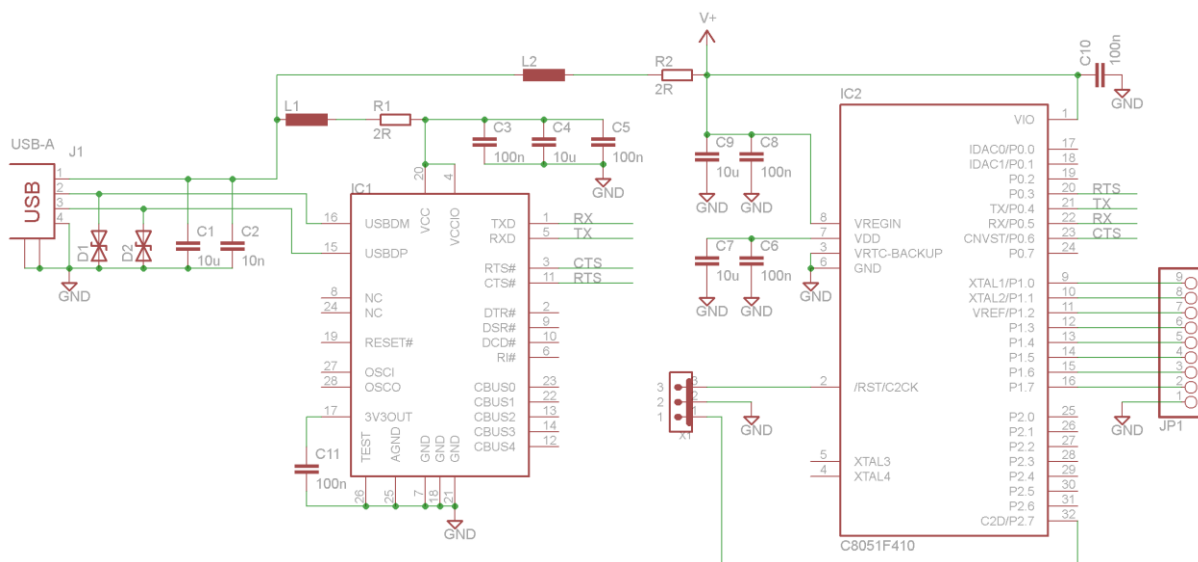 V+
C10
100n
GND
L2
R2
2R
L1
R1
2R
C3
100n
C4
10u
C5
100n
GND
USB-A
J1
USB
1
2
3
4
D1
D2
C1
10u
C2
10n
GND
IC1
20
4
VCC
VCCIO
16 USBDM
15 USBDP
8 NC
24 NC
19 RESET#
27 OSCI
28 OSCO
17 3V3OUT
TXD 1 RX
RXD 5 TX
RTS# 3 CTS
CTS# 11 RTS
DTR# 2
DSR# 9
DCD# 10
RI# 6
CBUS0 23
CBUS1 22
CBUS2 13
CBUS3 14
CBUS4 12
TEST
AGND
GND
GND
GND
26
25
7
18
21
C11
100n
GND
C9
10u
C8
100n
GND
GND
C7
10u
C6
100n
GND
GND
GND
IC2
VIO 1
IDAC0/P0.0 17
IDAC1/P0.1 18
P0.2 19
P0.3 20 RTS
TX/P0.4 21 TX
RX/P0.5 22 RX
CNVST/P0.6 23 CTS
P0.7 24
8 VREGIN
7 VDD
3 VRTC-BACKUP
6 GND
XTAL1/P1.0 9
XTAL2/P1.1 10
VREF/P1.2 11
P1.3 12
P1.4 13
P1.5 14
P1.6 15
P1.7 16
2 /RST/C2CK
P2.0 25
P2.1 26
P2.2 27
P2.3 28
P2.4 29
P2.5 30
P2.6 31
C2D/P2.7 32
5 XTAL3
4 XTAL4
C8051F410
3
2
1
3
2
1
X1
GND
9
8
7
6
5
4
3
2
1
GND
JP1